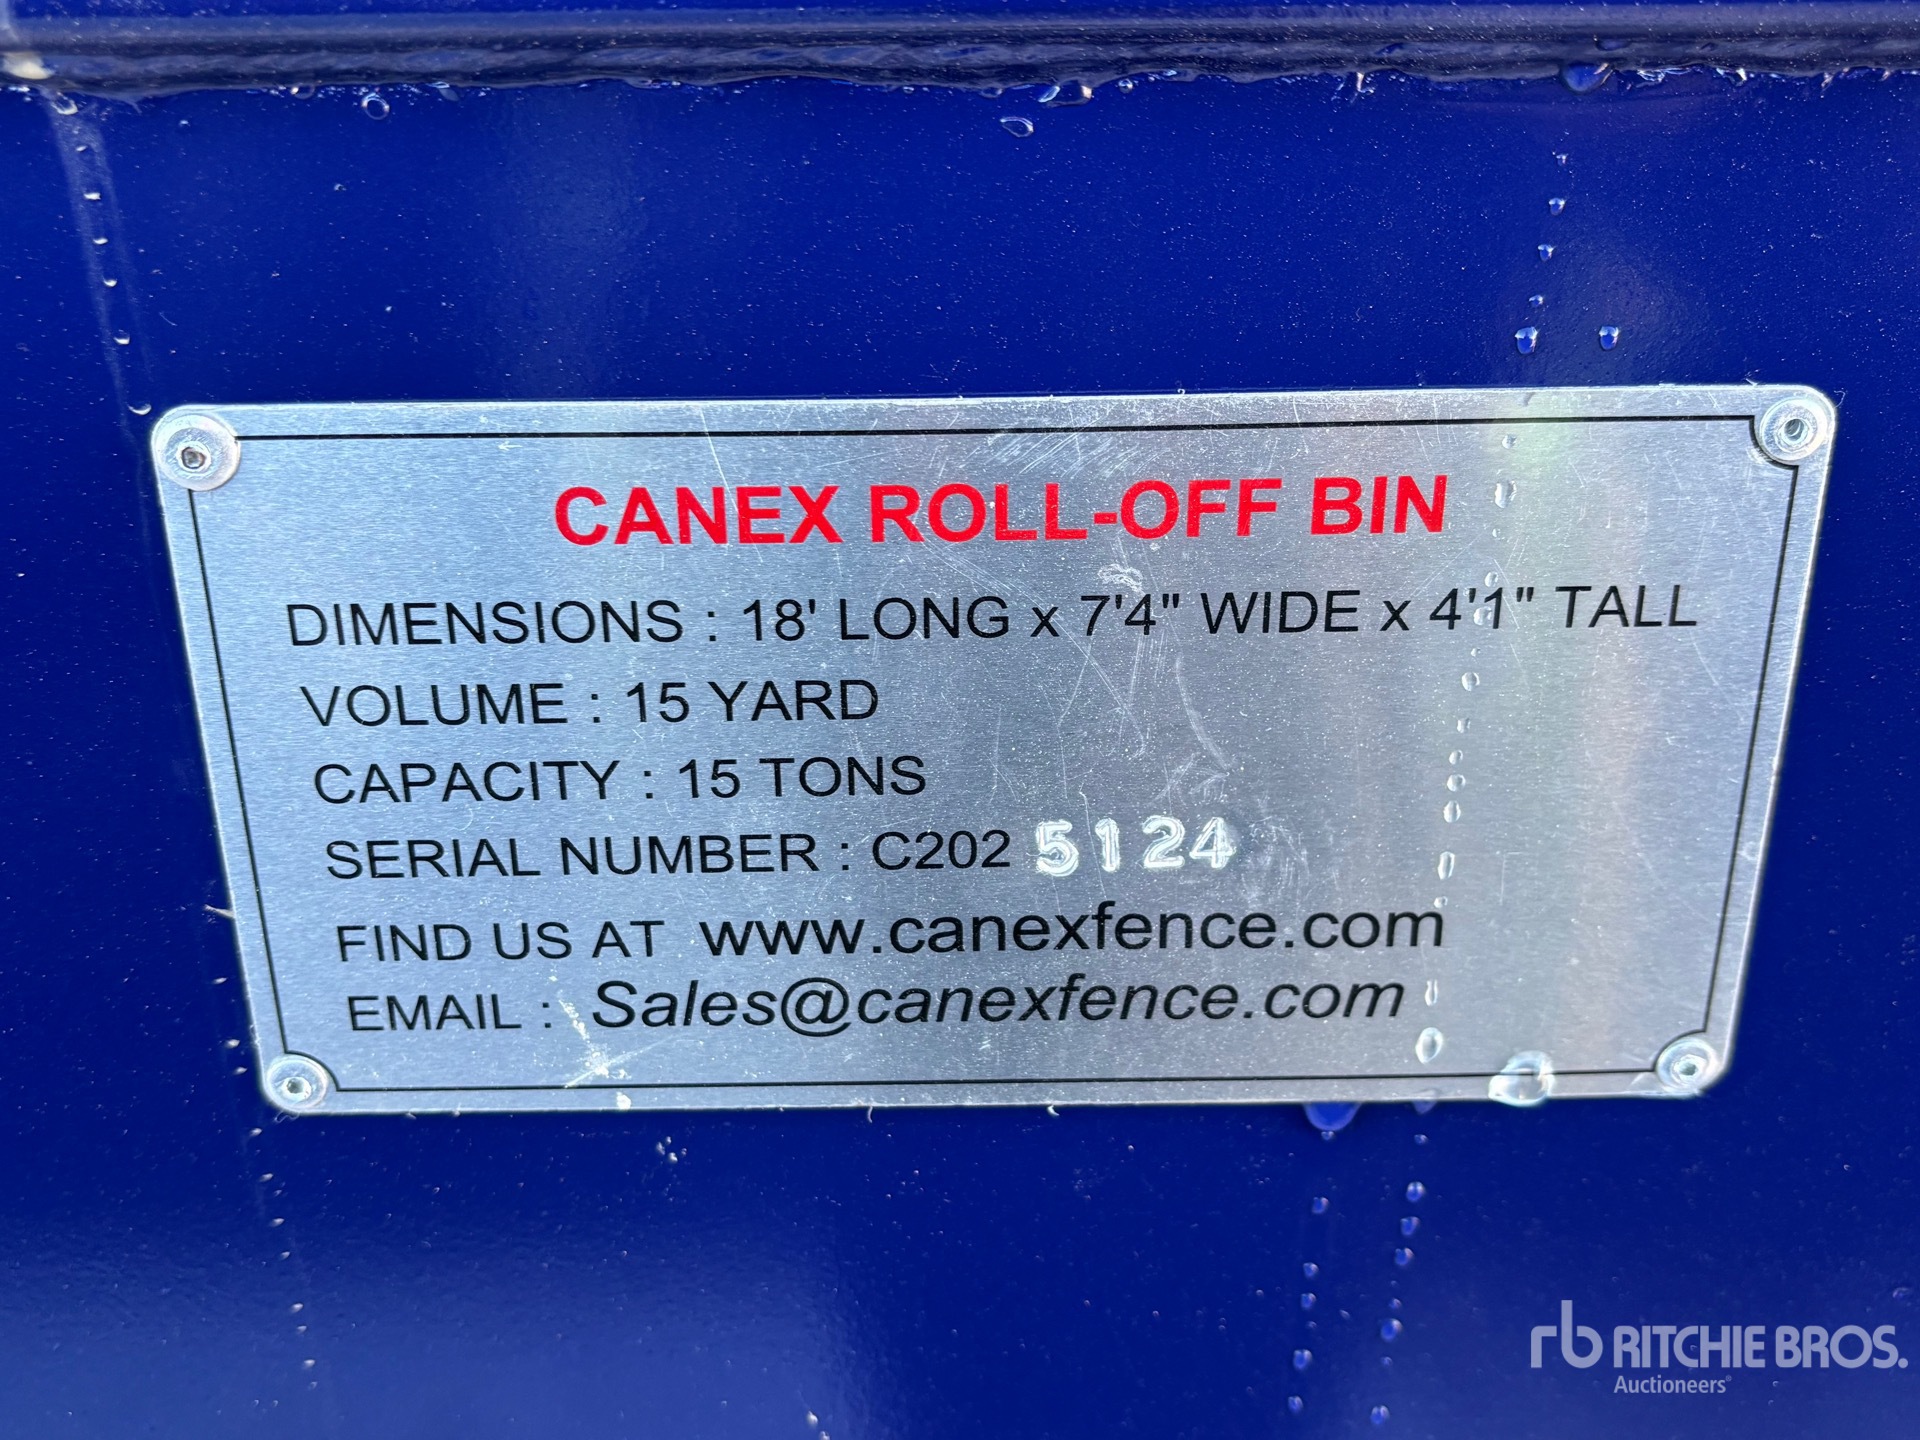 CANEX ROLL-OFF BIN
DIMENSIONS : 18' LONG x 7'4" WIDE x 4'1" TALL
VOLUME : 15 YARD
CAPACITY : 15 TONS
SERIAL NUMBER : C202 5124
FIND US AT www.canexfence.com
EMAIL : Sales@canexfence.com
rb RITCHIE BROS.
Auctioneers